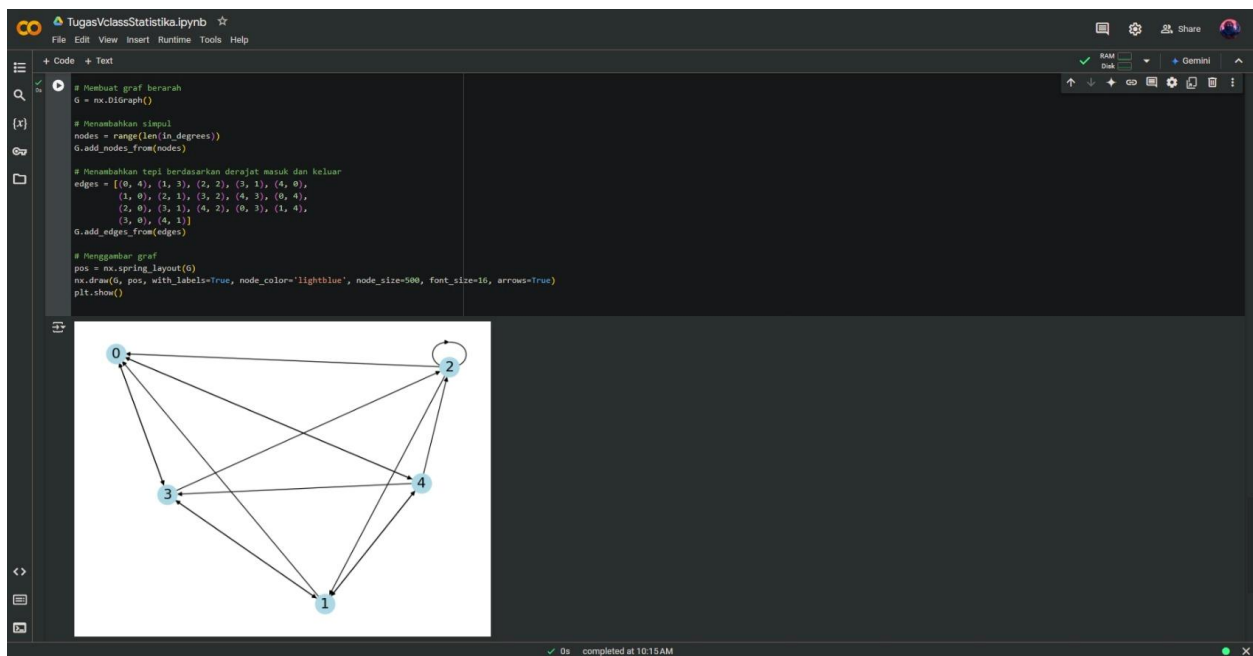 TugasVclassStatistika.ipynb
Share
File Edit View Insert Runtime Tools Help
+ Code + Text
RAM
Disk
Gemini
0s
{x}
# Membuat graf berarah
G = nx.DiGraph()
# Menambahkan simpul
nodes = range(len(in_degrees))
G.add_nodes_from(nodes)
# Menambahkan tepi berdasarkan derajat masuk dan keluar
edges = [(0, 4), (1, 3), (2, 2), (3, 1), (4, 0),
(1, 0), (2, 1), (3, 2), (4, 3), (0, 4),
(2, 0), (3, 1), (4, 2), (0, 3), (1, 4),
(3, 0), (4, 1)]
G.add_edges_from(edges)
# Menggambar graf
pos = nx.spring_layout(G)
nx.draw(G, pos, with_labels=True, node_color='lightblue', node_size=500, font_size=16, arrows=True)
plt.show()
0
2
4
3
1
0s completed at 10:15 AM